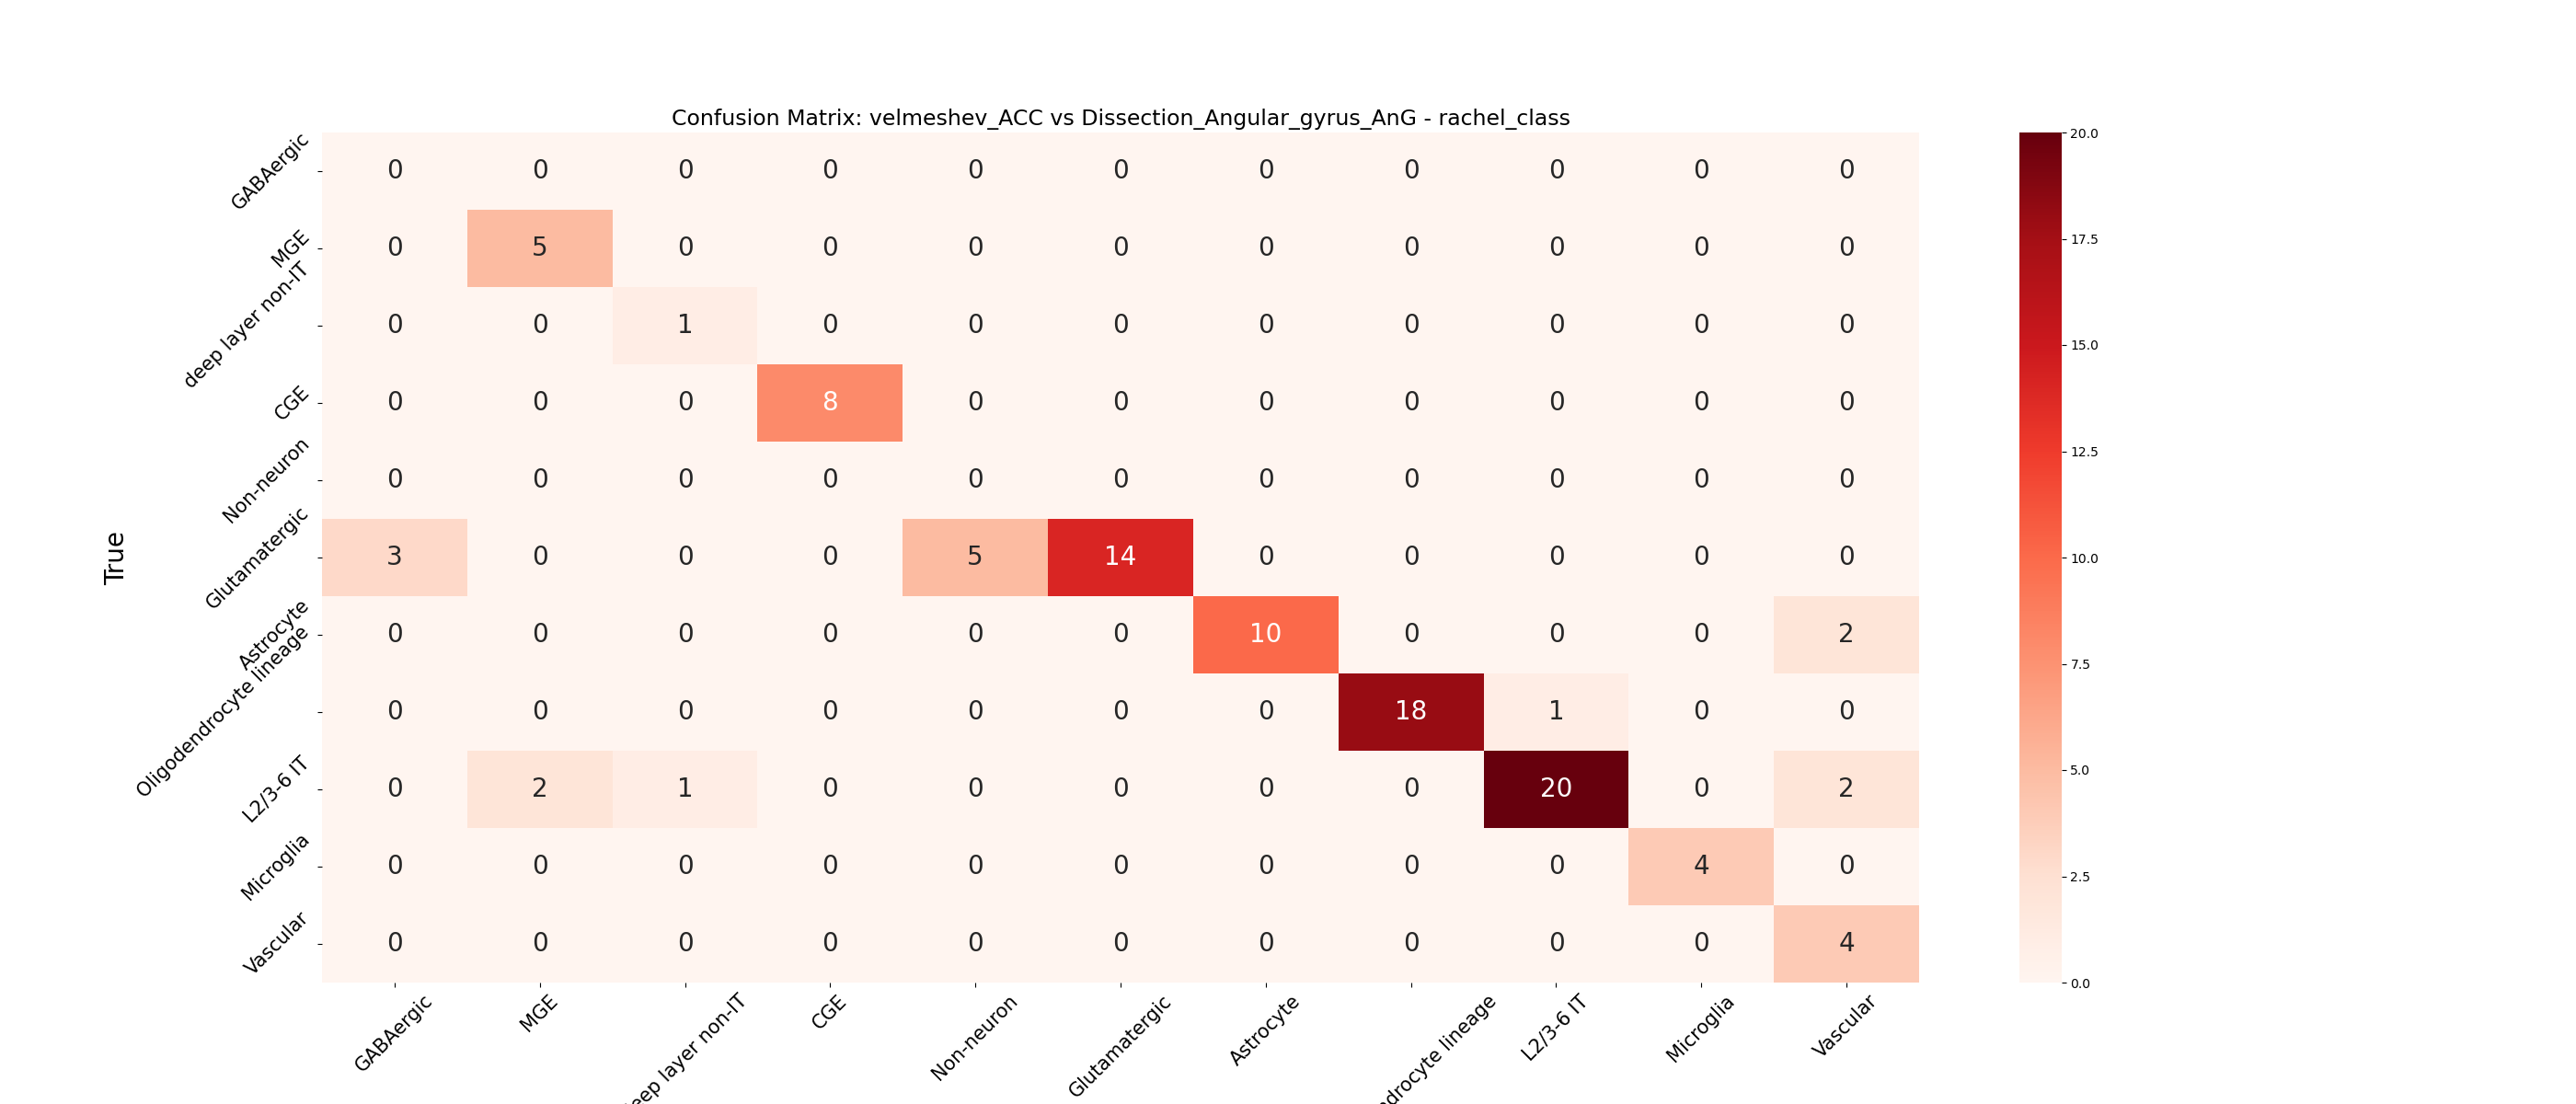 Confusion Matrix: velmeshev_ACC vs Dissection_Angular_gyrus_AnG - rachel_class
True
GABAergic 0 0 0 0 0 0 0 0 0 0 0
MGE 0 5 0 0 0 0 0 0 0 0 0
deep layer non-IT 0 0 1 0 0 0 0 0 0 0 0
CGE 0 0 0 8 0 0 0 0 0 0 0
Non-neuron 0 0 0 0 0 0 0 0 0 0 0
Glutamatergic 3 0 0 0 5 14 0 0 0 0 0
Astrocyte 0 0 0 0 0 0 10 0 0 0 2
Oligodendrocyte lineage 0 0 0 0 0 0 0 18 1 0 0
L2/3-6 IT 0 2 1 0 0 0 0 0 20 0 2
Microglia 0 0 0 0 0 0 0 0 0 4 0
Vascular 0 0 0 0 0 0 0 0 0 0 4
GABAergic MGE eep layer non-IT CGE Non-neuron Glutamatergic Astrocyte ndrocyte lineage L2/3-6 IT Microglia Vascular
20.0
17.5
15.0
12.5
10.0
7.5
5.0
2.5
0.0